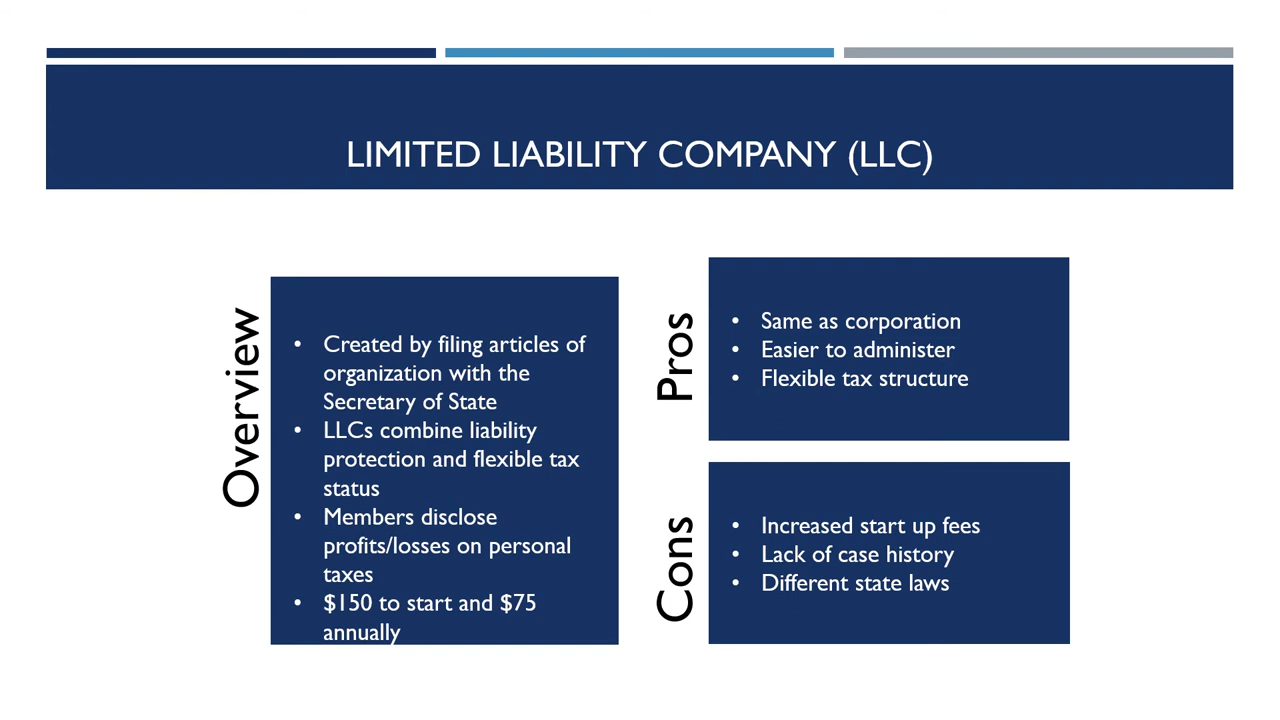 LIMITED LIABILITY COMPANY (LLC)
Overview
• Created by filing articles of
organization with the
Secretary of State
• LLCs combine liability
protection and flexible tax
status
• Members disclose
profits/losses on personal
taxes
• $150 to start and $75
annually
Pros
• Same as corporation
• Easier to administer
• Flexible tax structure
Cons
• Increased start up fees
• Lack of case history
• Different state laws